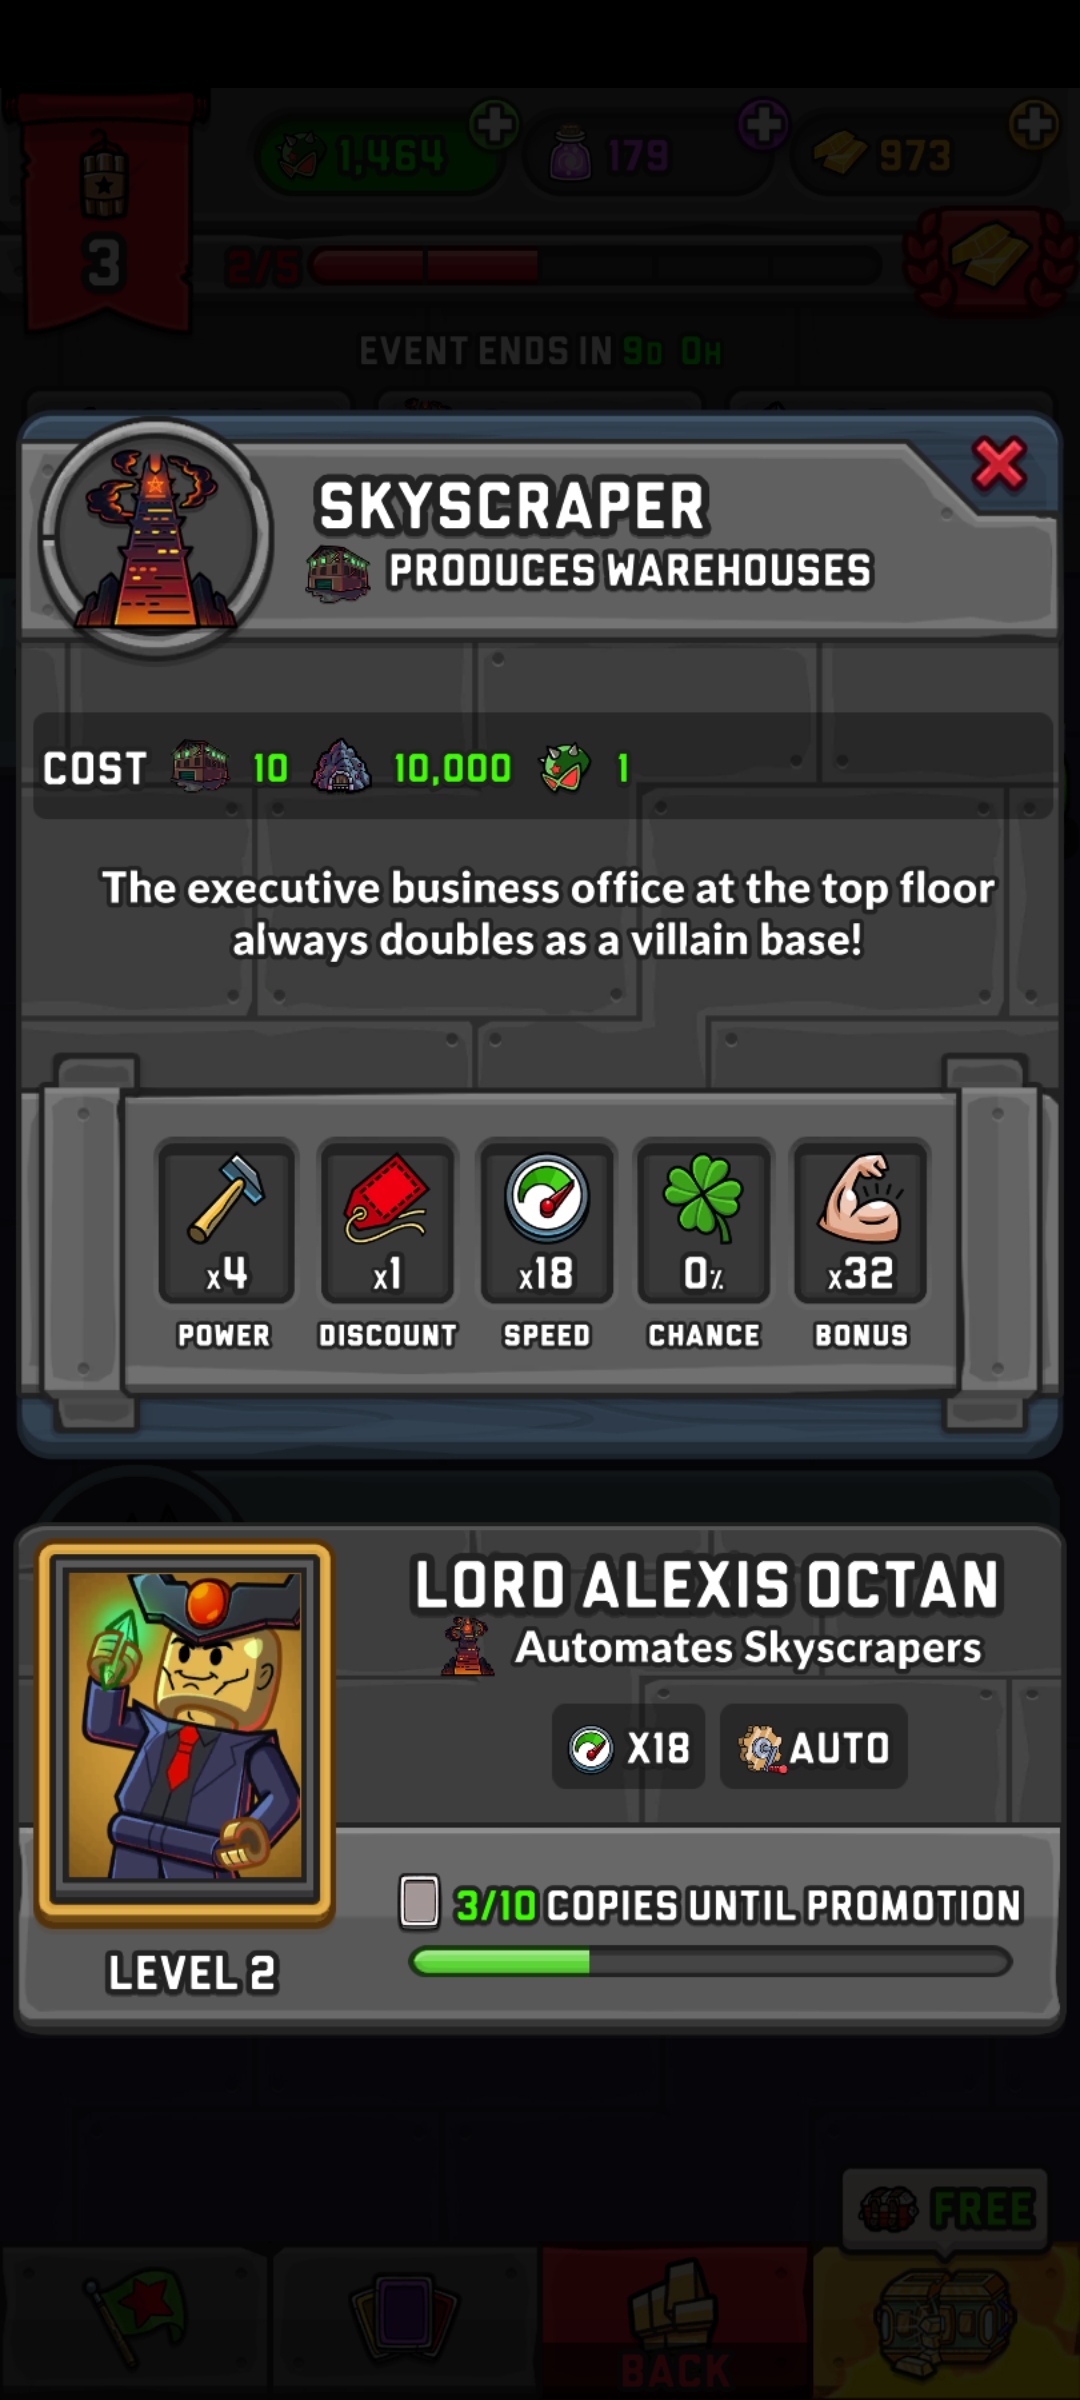 1,464
179
973
3
2/5
EVENT ENDS IN 9D 0H
SKYSCRAPER
PRODUCES WAREHOUSES
COST 10 10,000 1
The executive business office at the top floor
always doubles as a villain base!
x4 x1 x18 0% x32
POWER DISCOUNT SPEED CHANCE BONUS
LORD ALEXIS OCTAN
Automates Skyscrapers
X18 AUTO
3/10 COPIES UNTIL PROMOTION
LEVEL 2
FREE
BACK